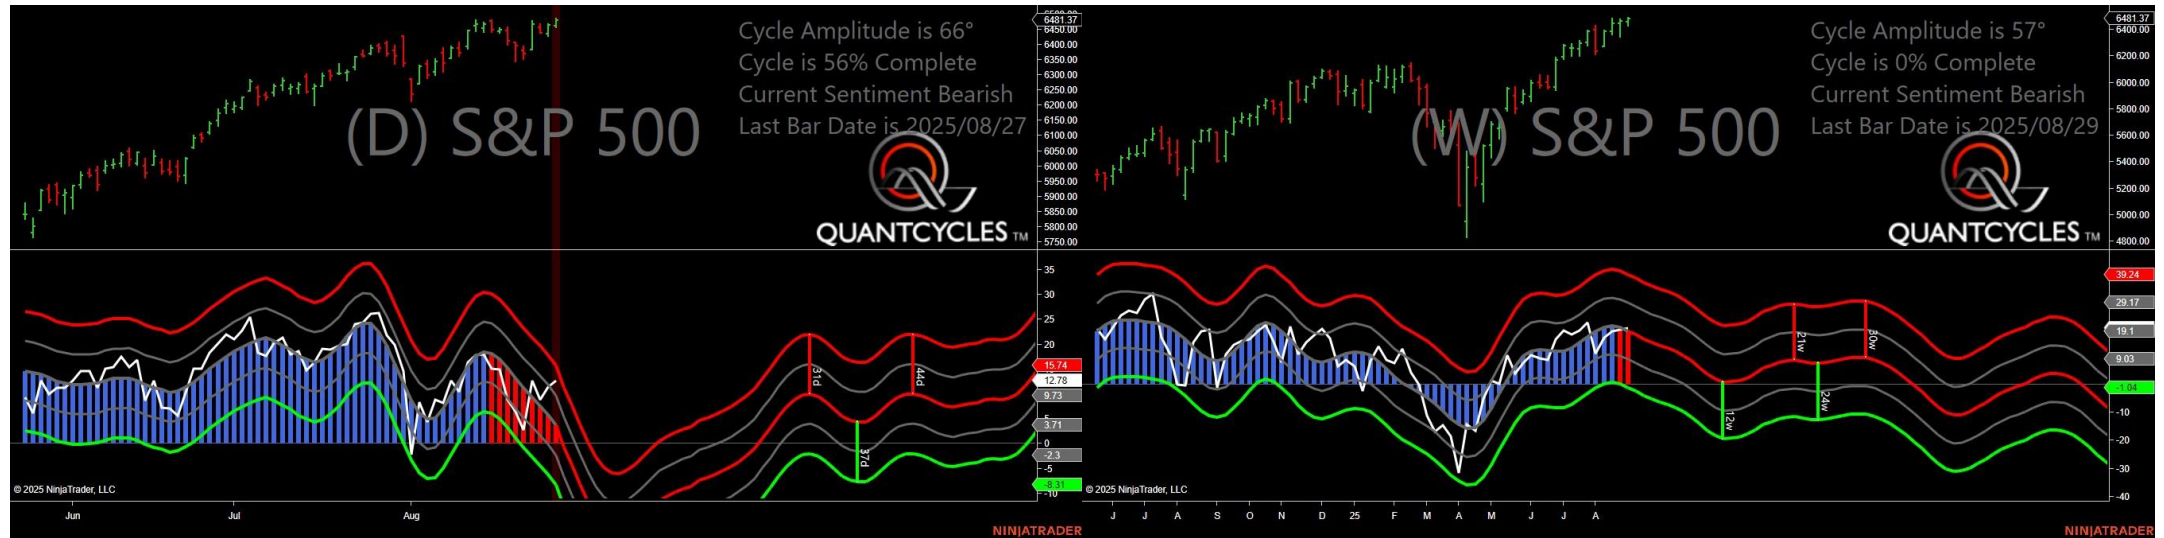 Cycle Amplitude is 66°
Cycle is 56% Complete
Current Sentiment Bearish
Last Bar Date is 2025/08/27
(D) S&P 500
QUANTCYCLES TM
6481.37
6450.00
6400.00
6350.00
6300.00
6250.00
6200.00
6150.00
6100.00
6050.00
6000.00
5950.00
5900.00
5850.00
5800.00
5750.00
35
30
25
20
15.74
12.78
9.73
5
3.71
0
-2.3
-5
-8.31
-10
31d
44d
37d
© 2025 NinjaTrader, LLC
Jun
Jul
Aug
NINJATRADER
Cycle Amplitude is 57°
Cycle is 0% Complete
Current Sentiment Bearish
Last Bar Date is 2025/08/29
(W) S&P 500
QUANTCYCLES TM
6481.37
6400.00
6200.00
6000.00
5800.00
5600.00
5400.00
5200.00
5000.00
4800.00
39.24
29.17
19.1
9.03
-1.04
-10
-20
-30
-40
21w
80w
12w
24w
© 2025 NinjaTrader, LLC
J J A S O N D 25 F M A M J J A
NINJATRADER